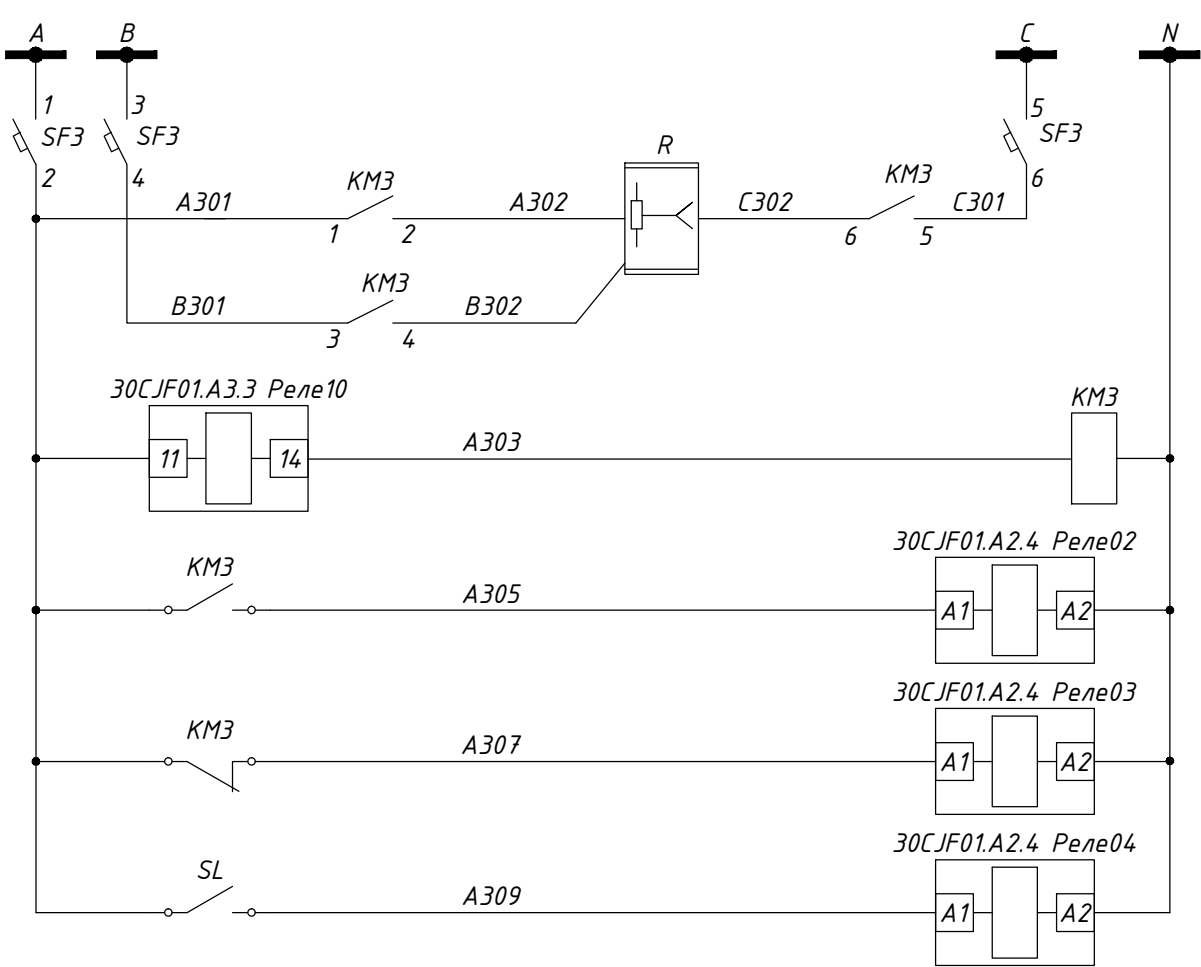 A B C N
1 3 5
SF3 SF3 SF3
2 4 6
R
A301 KM3 A302 C302 KM3 C301
1 2 6 5
B301 KM3 B302
3 4
30CJF01.A3.3 Реле10 KM3
11 14 A303
30CJF01.A2.4 Реле02
KM3 A305 A1 A2
30CJF01.A2.4 Реле03
KM3 A307 A1 A2
30CJF01.A2.4 Реле04
SL A309 A1 A2